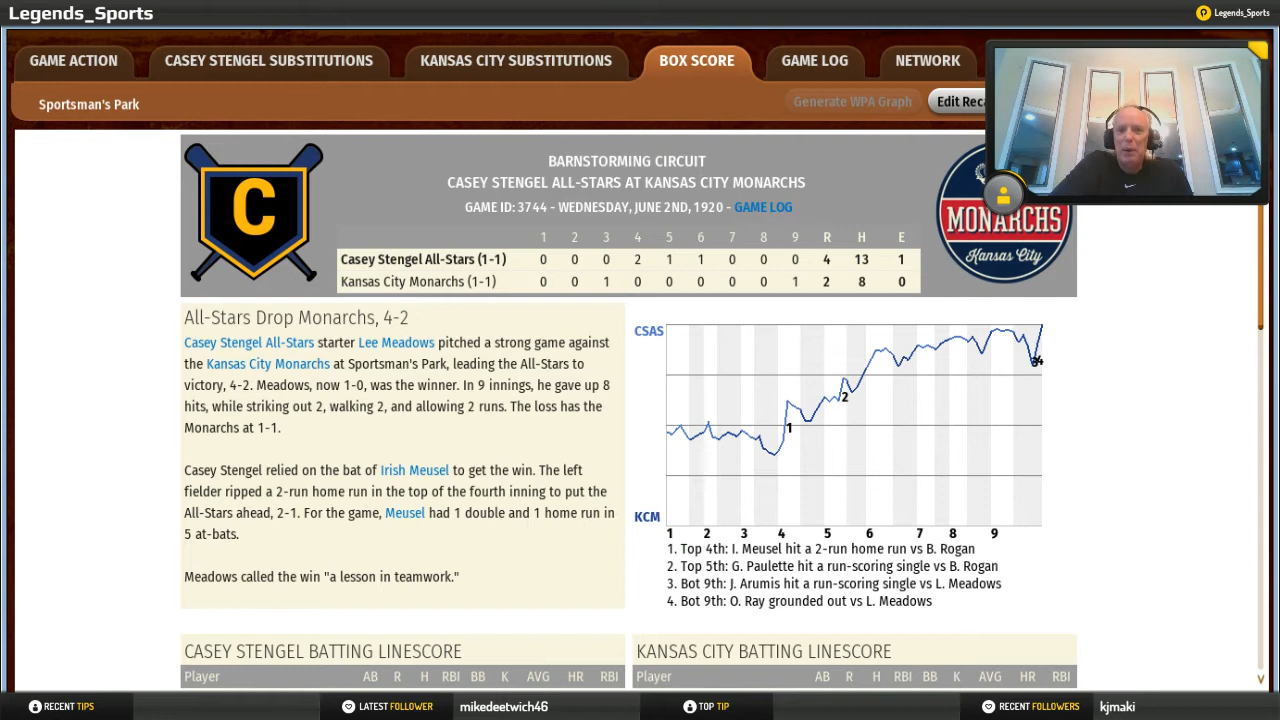 Legends_Sports
Legends_Sports
GAME ACTION
CASEY STENGEL SUBSTITUTIONS
KANSAS CITY SUBSTITUTIONS
BOX SCORE
GAME LOG
NETWORK
Sportsman's Park
Generate WPA Graph
Edit
C
BARNSTORMING CIRCUIT
CASEY STENGEL ALL-STARS AT KANSAS CITY MONARCHS
GAME ID: 3744 - WEDNESDAY, JUNE 2ND, 1920 - GAME LOG
MONARCHS
Kansas City
1 2 3 4 5 6 7 8 9 R H E
Casey Stengel All-Stars (1-1) 0 0 0 2 1 1 0 0 0 4 13 1
Kansas City Monarchs (1-1) 0 0 1 0 0 0 0 0 1 2 8 0
All-Stars Drop Monarchs, 4-2
Casey Stengel All-Stars starter Lee Meadows pitched a strong game against
the Kansas City Monarchs at Sportsman's Park, leading the All-Stars to
victory, 4-2. Meadows, now 1-0, was the winner. In 9 innings, he gave up 8
hits, while striking out 2, walking 2, and allowing 2 runs. The loss has the
Monarchs at 1-1.
Casey Stengel relied on the bat of Irish Meusel to get the win. The left
fielder ripped a 2-run home run in the top of the fourth inning to put the
All-Stars ahead, 2-1. For the game, Meusel had 1 double and 1 home run in
5 at-bats.
Meadows called the win "a lesson in teamwork."
CSAS
1
2
KCM
1 2 3 4 5 6 7 8 9
1. Top 4th: I. Meusel hit a 2-run home run vs B. Rogan
2. Top 5th: G. Paulette hit a run-scoring single vs B. Rogan
3. Bot 9th: J. Arumis hit a run-scoring single vs L. Meadows
4. Bot 9th: O. Ray grounded out vs L. Meadows
CASEY STENGEL BATTING LINESCORE
Player AB R H RBI BB K AVG HR RBI
KANSAS CITY BATTING LINESCORE
Player AB R H RBI BB K AVG HR RBI
RECENT TIPS
LATEST FOLLOWER
mikedeetwich46
TOP TIP
RECENT FOLLOWERS
kjmaki